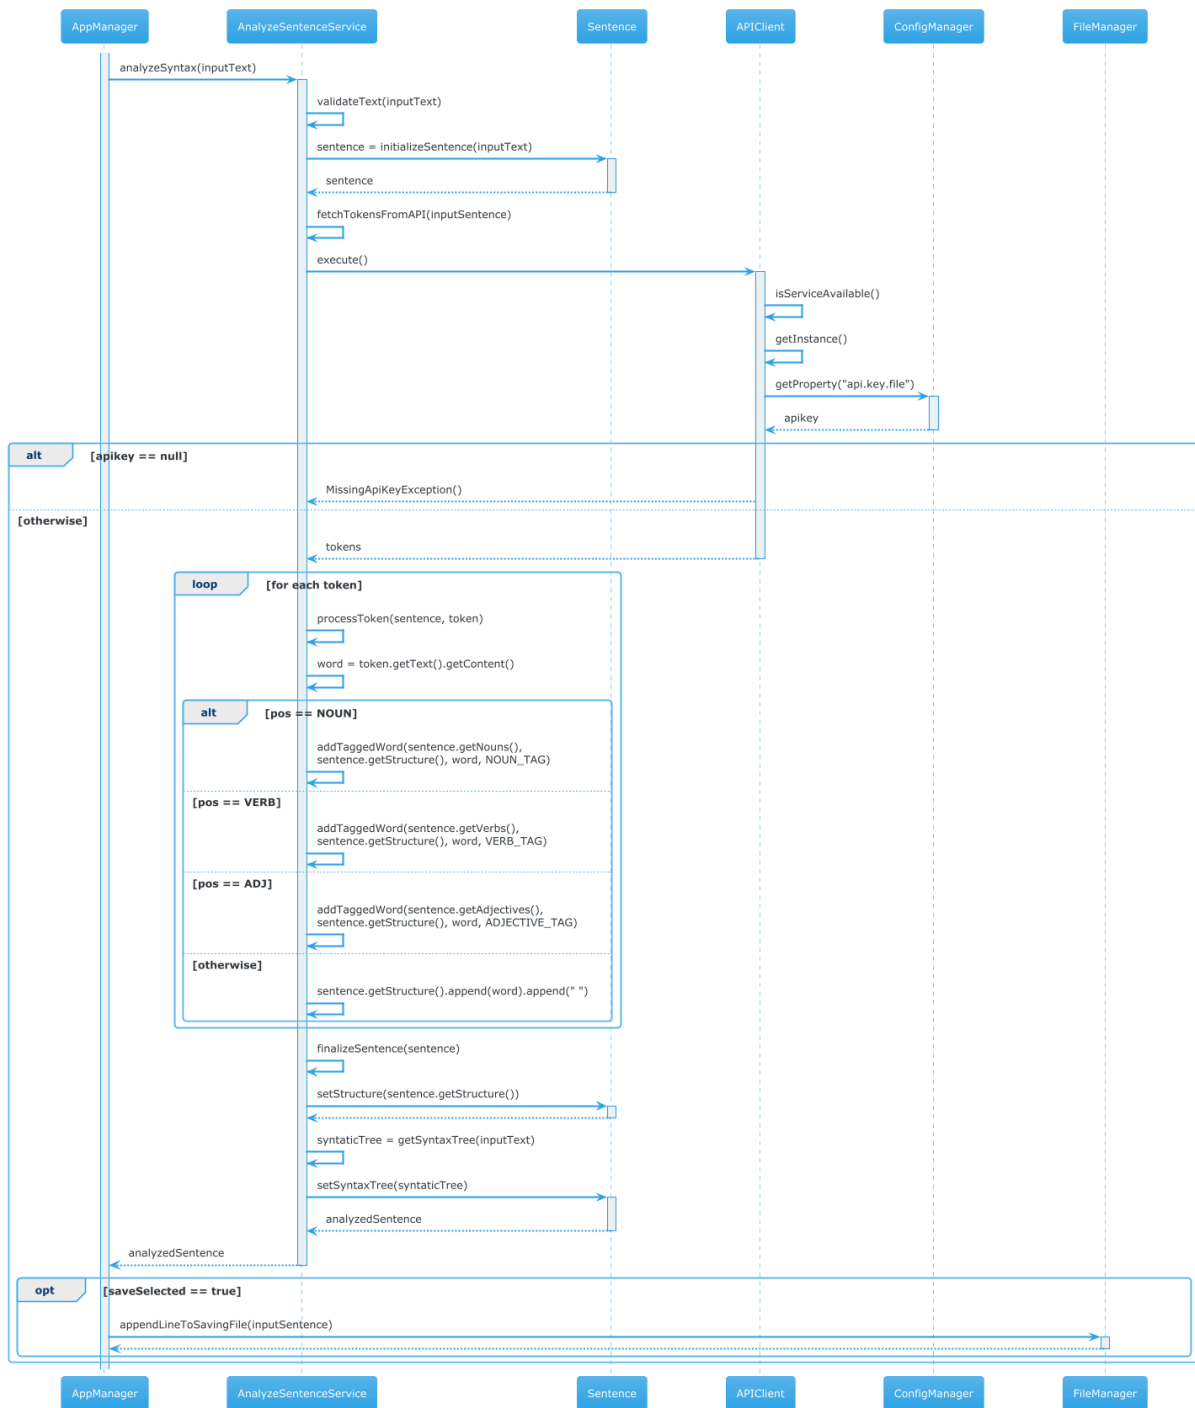 AppManager AnalyzeSentenceService Sentence APIClient ConfigManager FileManager
analyzeSyntax(inputText)
validateText(inputText)
sentence = initializeSentence(inputText)
sentence
fetchTokensFromAPI(inputSentence)
execute()
isServiceAvailable()
getInstance()
getProperty("api.key.file")
apikey
alt [apikey == null]
MissingApiKeyException()
[otherwise]
tokens
loop [for each token]
processToken(sentence, token)
word = token.getText().getContent()
alt [pos == NOUN]
addTaggedWord(sentence.getNouns(),
sentence.getStructure(), word, NOUN_TAG)
[pos == VERB]
addTaggedWord(sentence.getVerbs(),
sentence.getStructure(), word, VERB_TAG)
[pos == ADJ]
addTaggedWord(sentence.getAdjectives(),
sentence.getStructure(), word, ADJECTIVE_TAG)
[otherwise]
sentence.getStructure().append(word).append(" ")
finalizeSentence(sentence)
setStructure(sentence.getStructure())
syntaticTree = getSyntaxTree(inputText)
setSyntaxTree(syntaticTree)
analyzedSentence
analyzedSentence
opt [saveSelected == true]
appendLineToSavingFile(inputSentence)
AppManager AnalyzeSentenceService Sentence APIClient ConfigManager FileManager